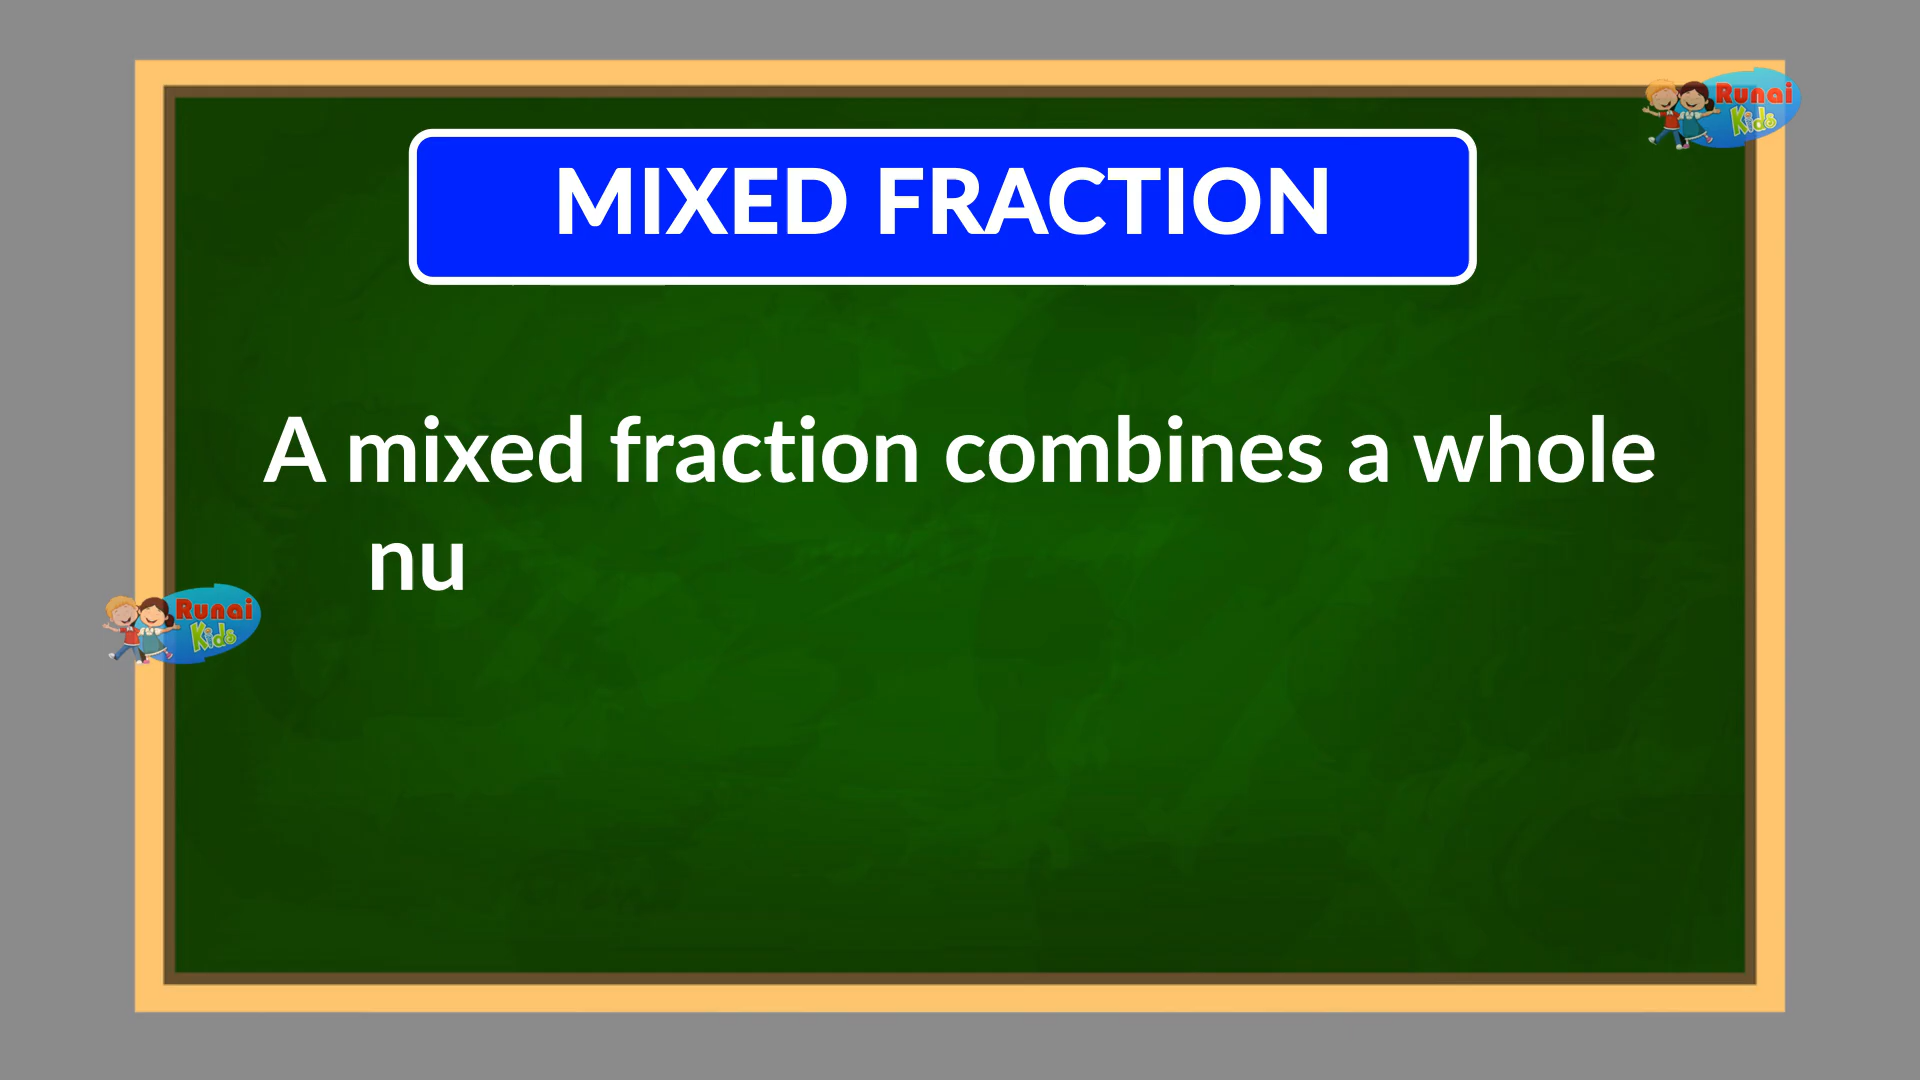 Runai
Kids
MIXED FRACTION
A mixed fraction combines a whole
nu
Runai
Kids